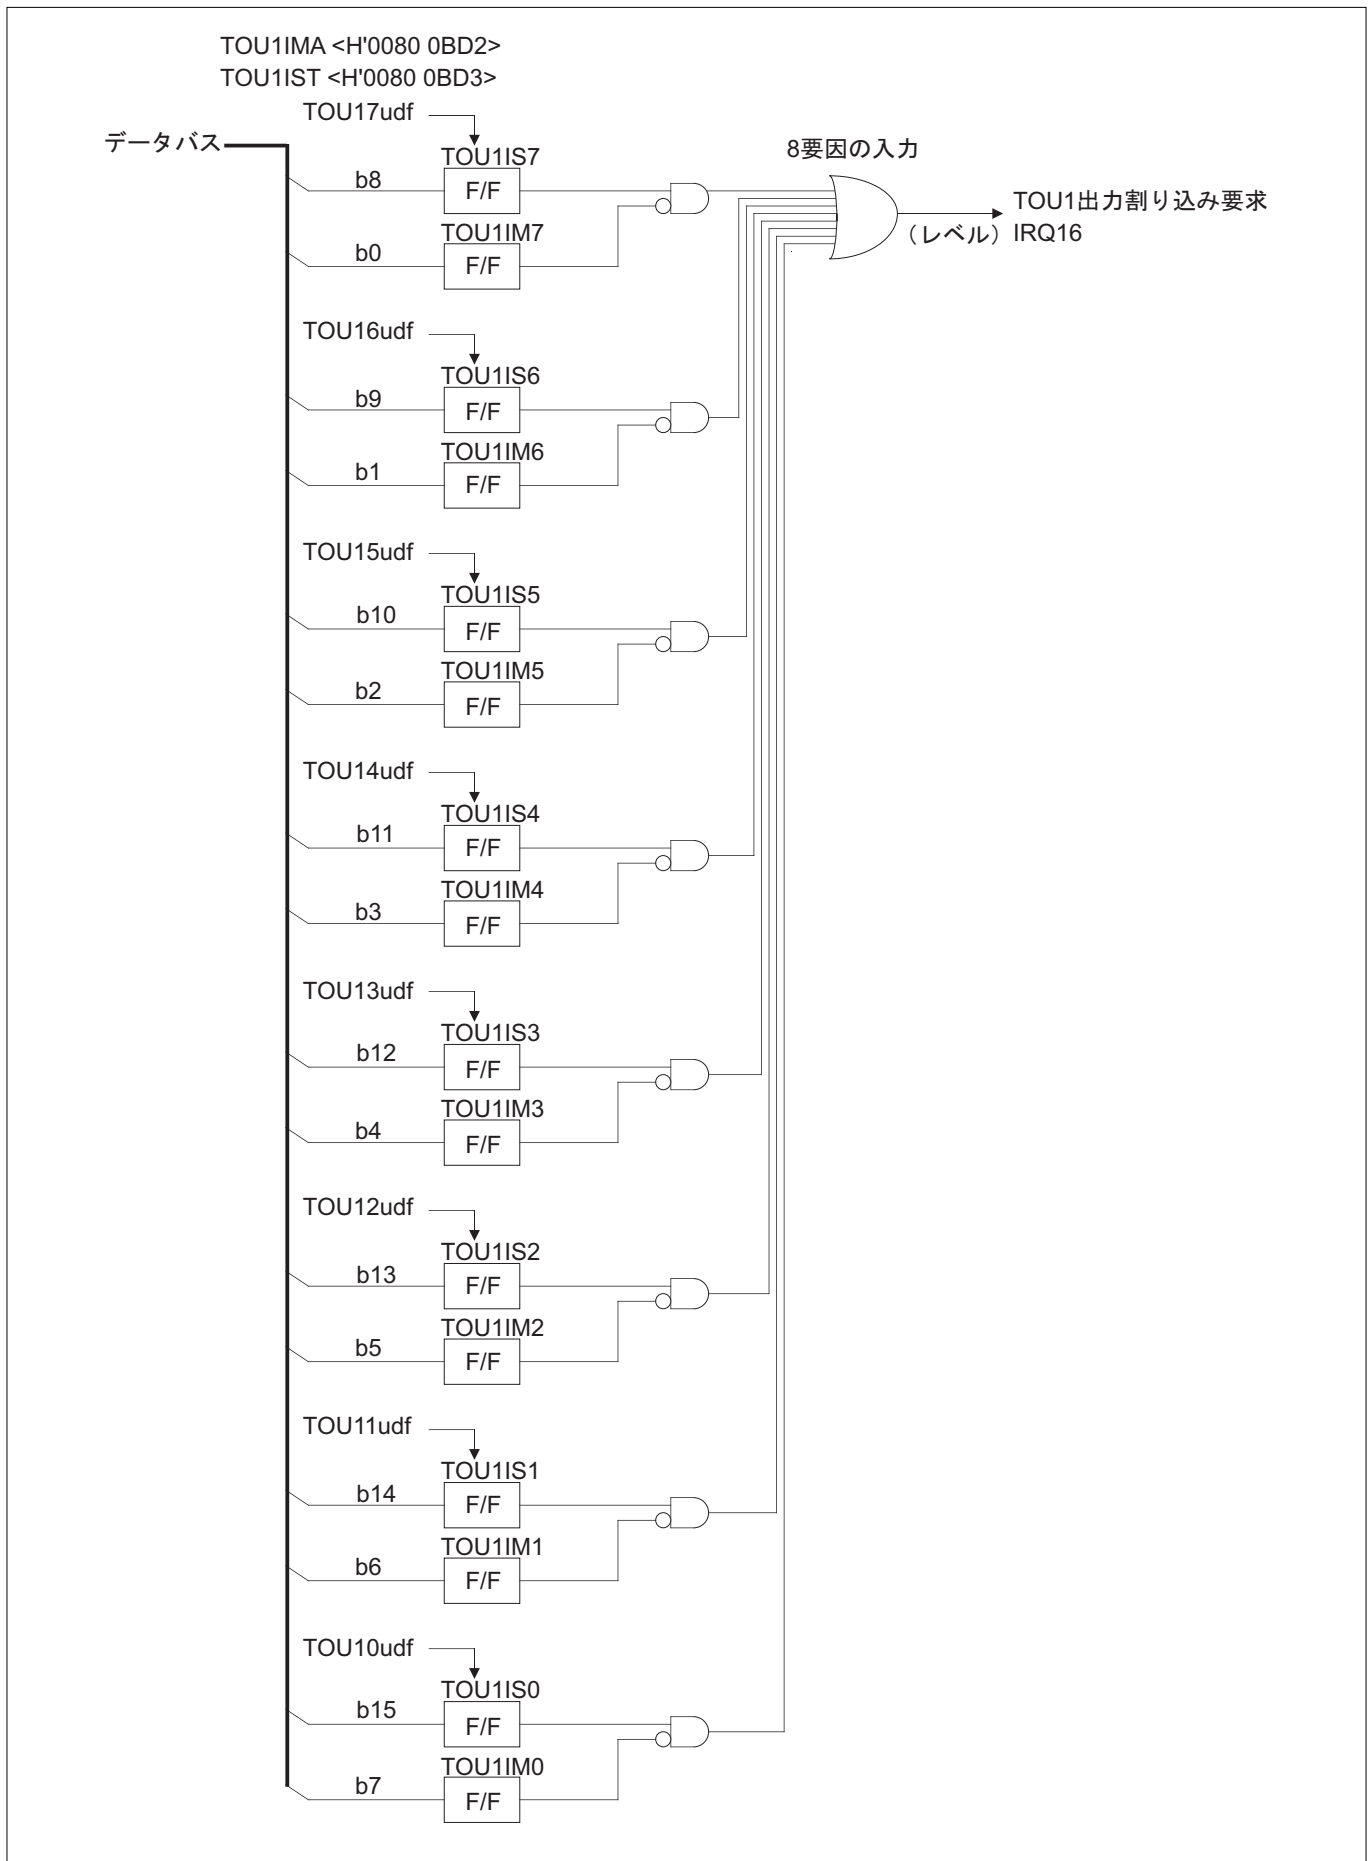 TOU1IMA <H'0080 0BD2>
TOU1IST <H'0080 0BD3>
TOU17udf
データバス
TOU1IS7
8要因の入力
b8
F/F
TOU1出力割り込み要求
(レベル)
IRQ16
TOU1IM7
b0
F/F
TOU16udf
TOU1IS6
b9
F/F
TOU1IM6
b1
F/F
TOU15udf
TOU1IS5
b10
F/F
TOU1IM5
b2
F/F
TOU14udf
TOU1IS4
b11
F/F
TOU1IM4
b3
F/F
TOU13udf
TOU1IS3
b12
F/F
TOU1IM3
b4
F/F
TOU12udf
TOU1IS2
b13
F/F
TOU1IM2
b5
F/F
TOU11udf
TOU1IS1
b14
F/F
TOU1IM1
b6
F/F
TOU10udf
TOU1IS0
b15
F/F
TOU1IM0
b7
F/F